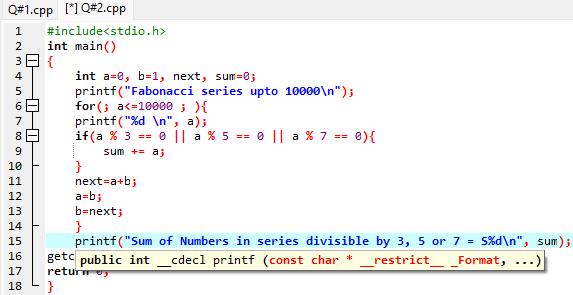 Q#1.cpp [*] Q#2.cpp
1 #include<stdio.h>
2 int main()
3 {
4 int a=0, b=1, next, sum=0;
5 printf("Fabonacci series upto 10000\n");
6 for(; a<=10000 ; ){
7 printf("%d \n", a);
8 if(a % 3 == 0 || a % 5 == 0 || a % 7 == 0){
9 sum += a;
10 }
11 next=a+b;
12 a=b;
13 b=next;
14 }
15 printf("Sum of Numbers in series divisible by 3, 5 or 7 = S%d\n", sum);
16 getc
public int __cdecl printf (const char * __restrict__ _Format, ...)
17 return 0;
18 }